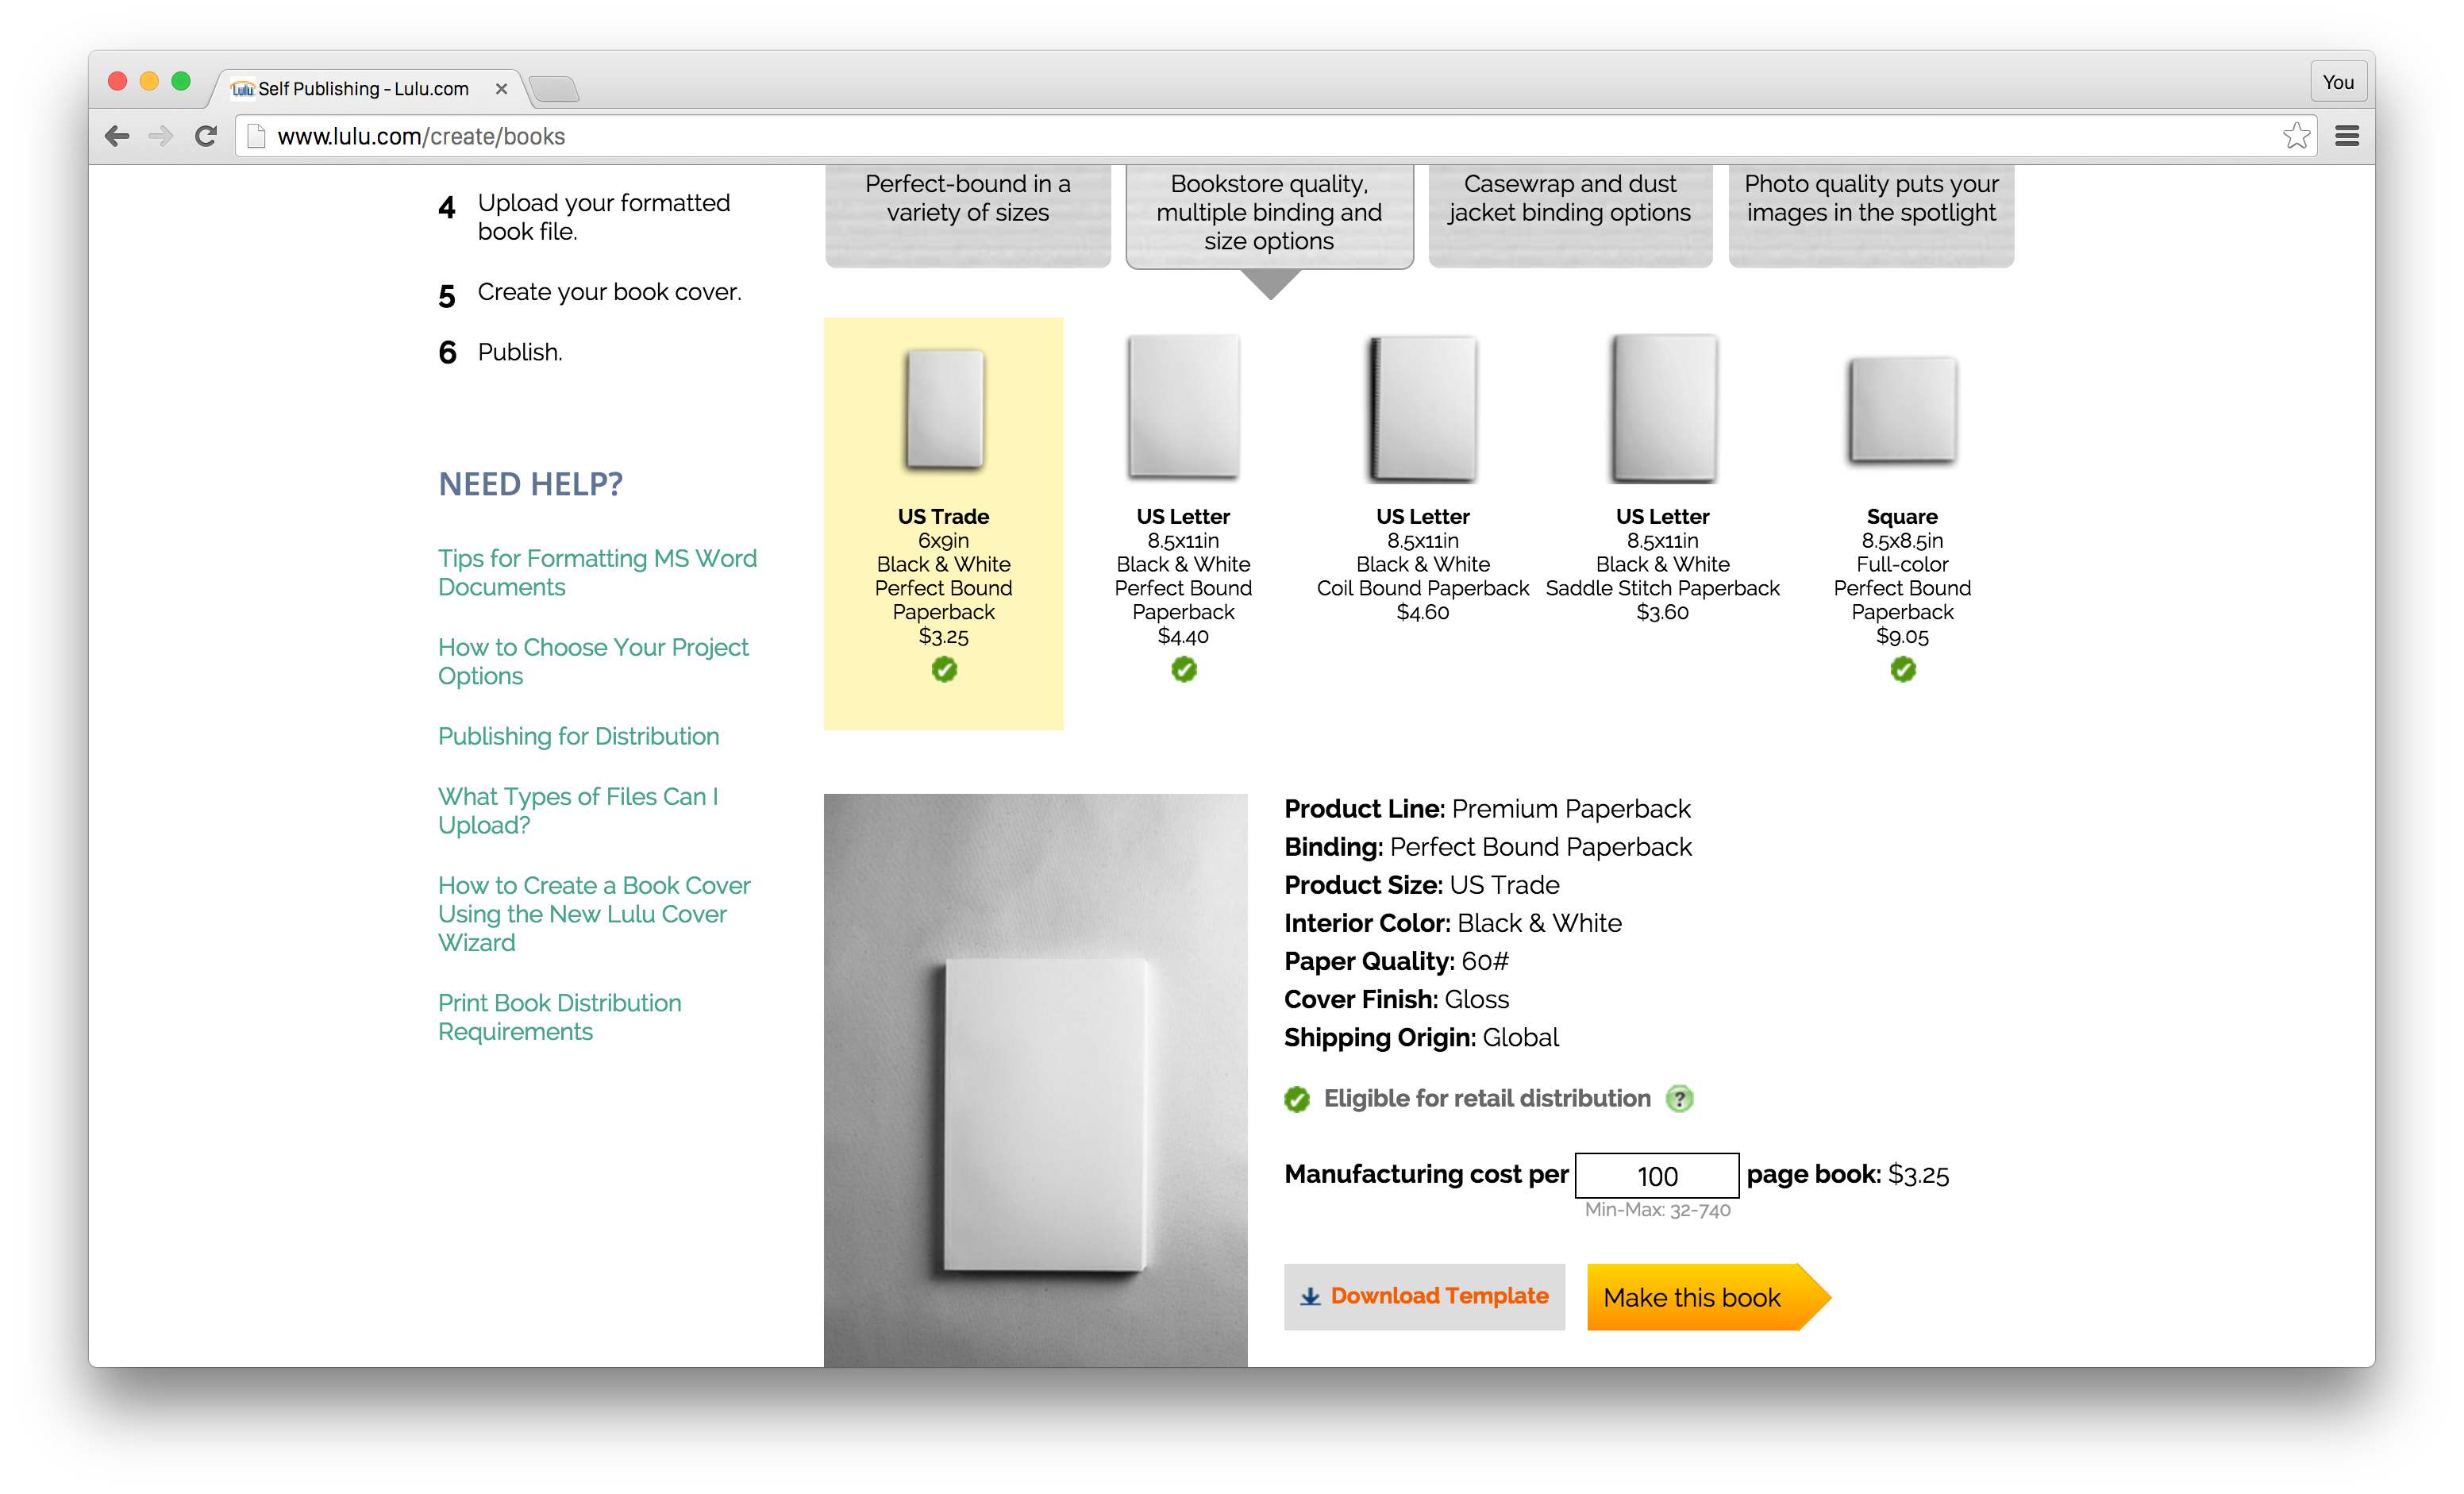 Lulu Self Publishing - Lulu.com
You
www.lulu.com/create/books
4 Upload your formatted
book file.
5 Create your book cover.
6 Publish.
NEED HELP?
Tips for Formatting MS Word
Documents
How to Choose Your Project
Options
Publishing for Distribution
What Types of Files Can I
Upload?
How to Create a Book Cover
Using the New Lulu Cover
Wizard
Print Book Distribution
Requirements
Perfect-bound in a
variety of sizes
Bookstore quality,
multiple binding and
size options
Casewrap and dust
jacket binding options
Photo quality puts your
images in the spotlight
US Trade
6x9in
Black & White
Perfect Bound
Paperback
$3.25
US Letter
8.5x11in
Black & White
Perfect Bound
Paperback
$4.40
US Letter
8.5x11in
Black & White
Coil Bound Paperback
$4.60
US Letter
8.5x11in
Black & White
Saddle Stitch Paperback
$3.60
Square
8.5x8.5in
Full-color
Perfect Bound
Paperback
$9.05
Product Line: Premium Paperback
Binding: Perfect Bound Paperback
Product Size: US Trade
Interior Color: Black & White
Paper Quality: 60#
Cover Finish: Gloss
Shipping Origin: Global
Eligible for retail distribution ?
Manufacturing cost per 100 page book: $3.25
Min-Max: 32-740
Download Template
Make this book